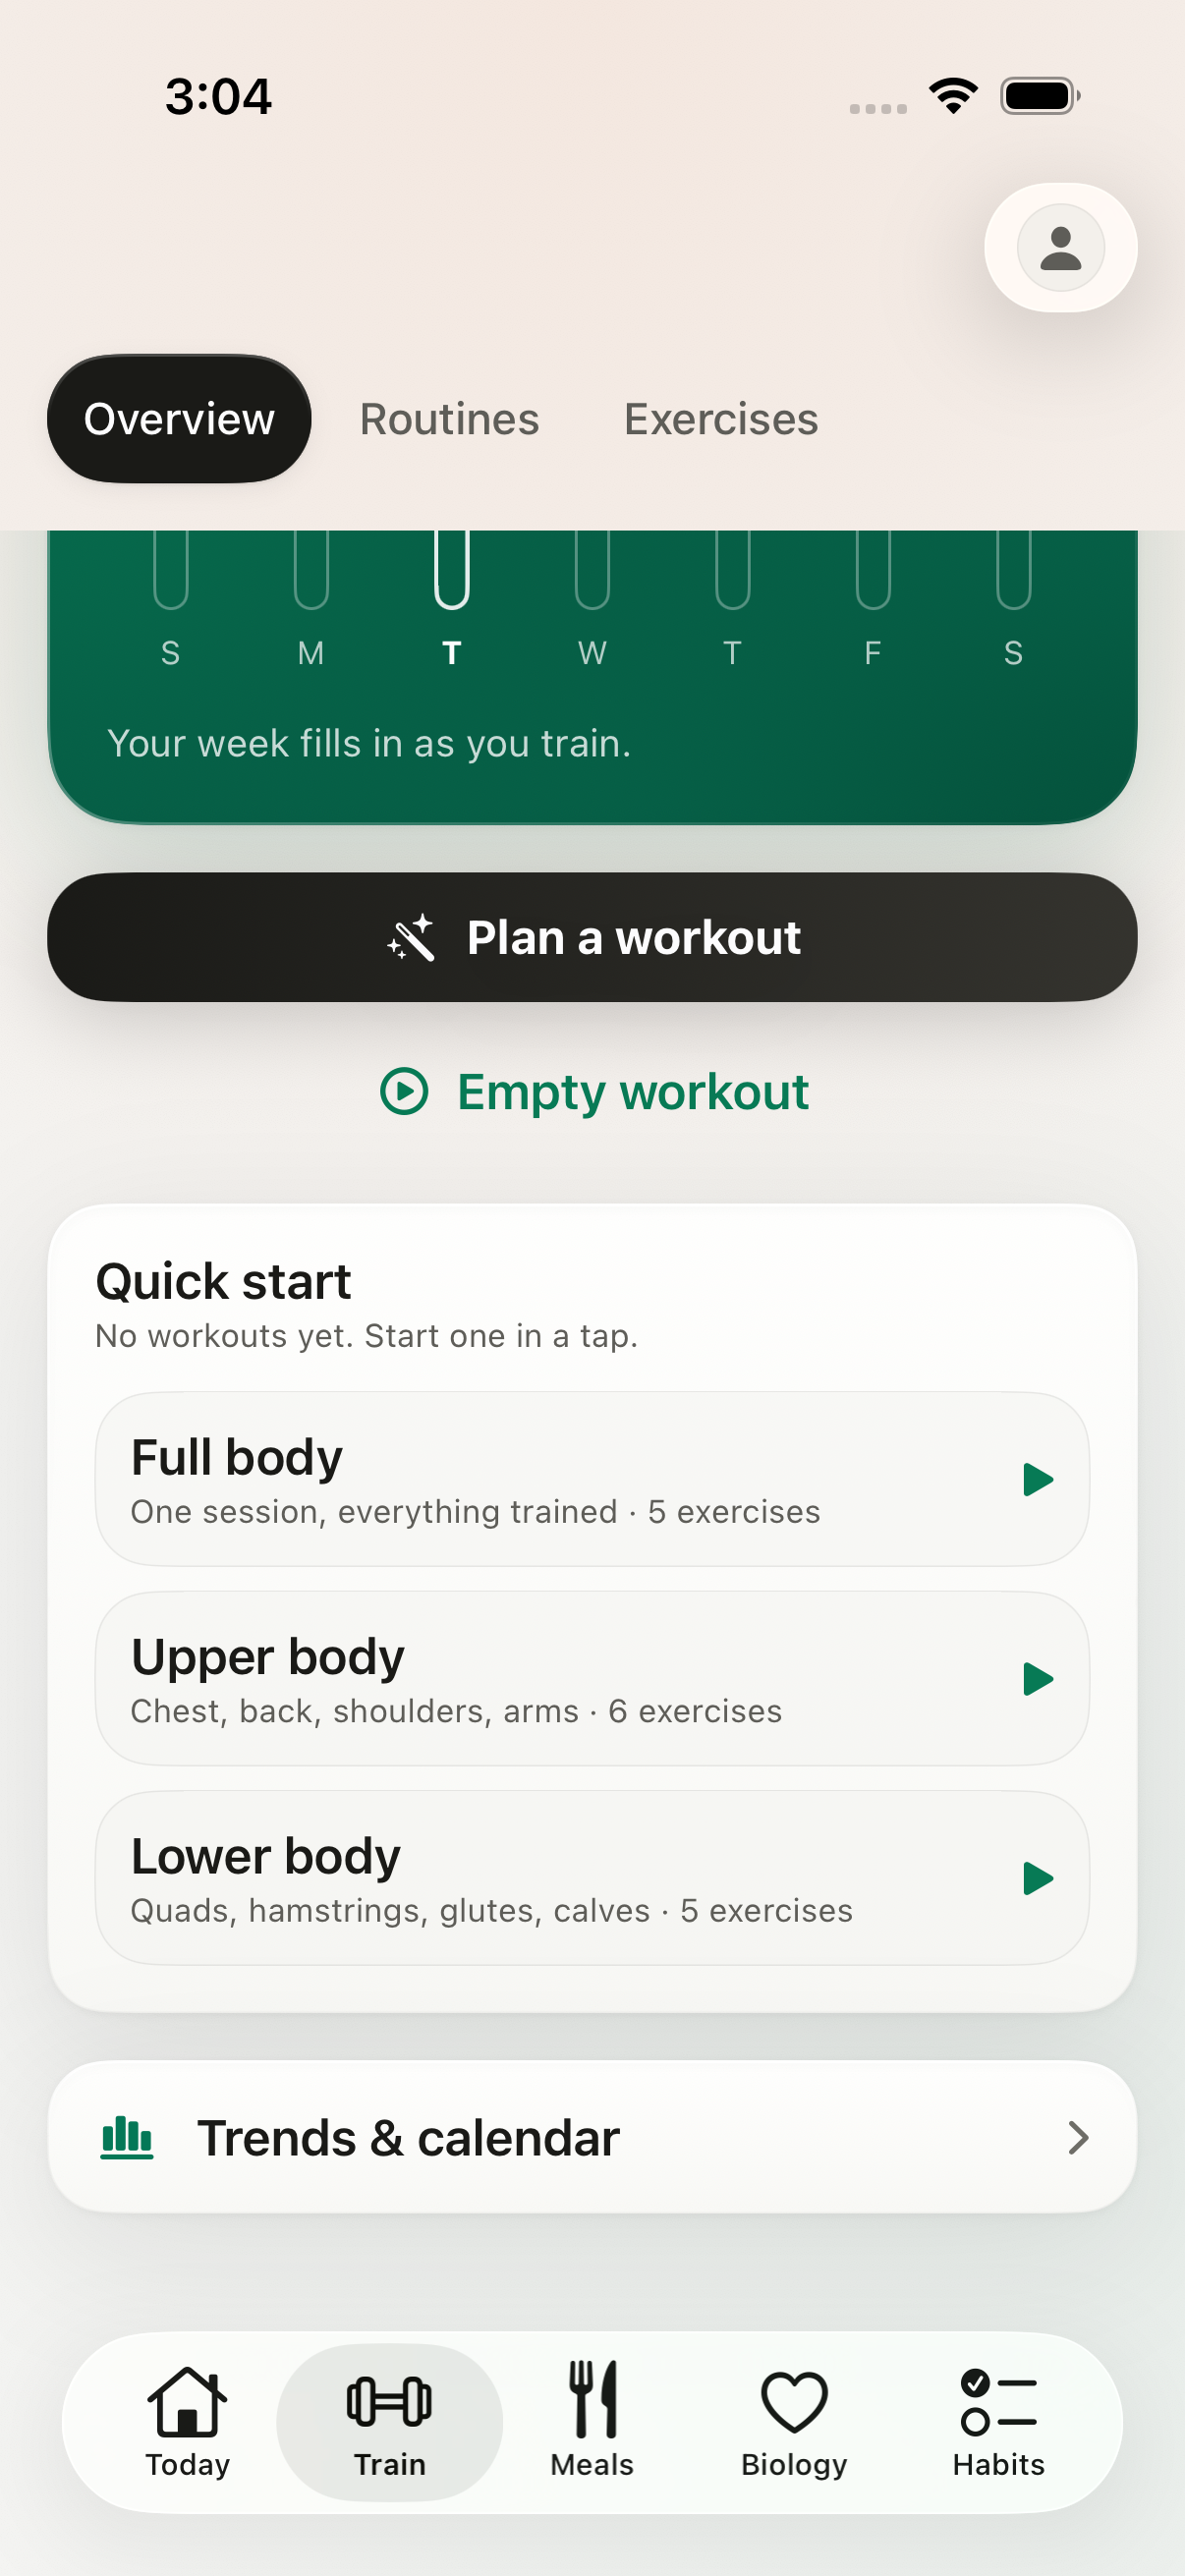 3:04
Overview Routines Exercises
S M T W T F S
Your week fills in as you train.
Plan a workout
Empty workout
Quick start
No workouts yet. Start one in a tap.
Full body
One session, everything trained · 5 exercises
Upper body
Chest, back, shoulders, arms · 6 exercises
Lower body
Quads, hamstrings, glutes, calves · 5 exercises
Trends & calendar
Today Train Meals Biology Habits